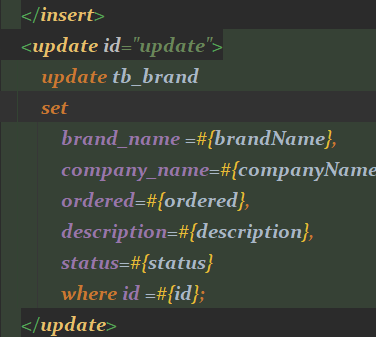 </insert>
<update id="update">
update tb_brand
set
brand_name =#{brandName},
company_name=#{companyName
ordered=#{ordered},
description=#{description},
status=#{status}
where id =#{id};
</update>